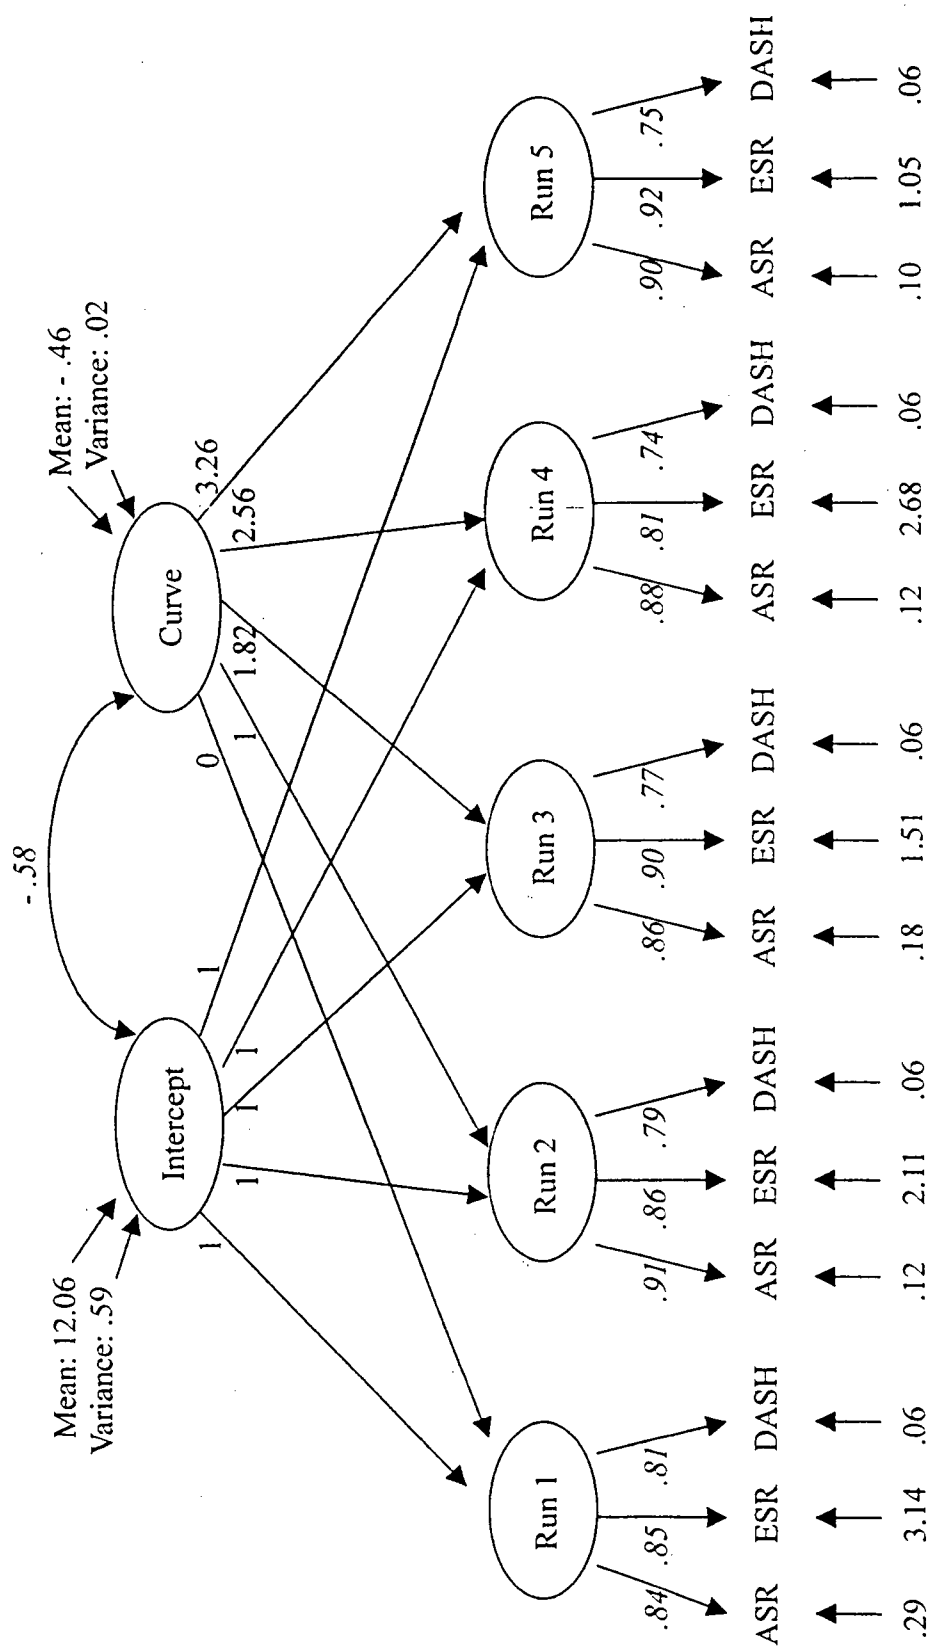 -.58
Mean: 12.06
Variance: .59
Mean: -.46
Variance: .02
Intercept
Curve
1
1
1
1
1
0
1
1.82
2.56
3.26
Run 1
Run 2
Run 3
Run 4
Run 5
.84
.85
.81
.91
.86
.79
.86
.90
.77
.88
.81
.74
.90
.92
.75
ASR ESR DASH
ASR ESR DASH
ASR ESR DASH
ASR ESR DASH
ASR ESR DASH
.29 3.14 .06
.12 2.11 .06
.18 1.51 .06
.12 2.68 .06
.10 1.05 .06